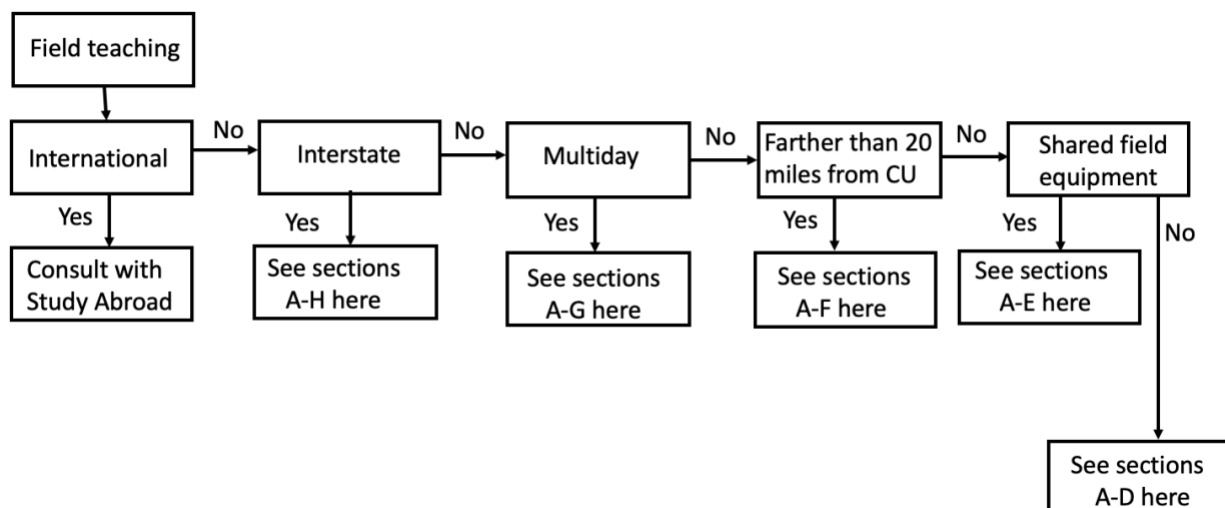 Field teaching
International
No
Interstate
No
Multiday
No
Farther than 20
miles from CU
No
Shared field
equipment
Yes
Yes
Yes
Yes
Yes
No
Consult with
Study Abroad
See sections
A-H here
See sections
A-G here
See sections
A-F here
See sections
A-E here
See sections
A-D here